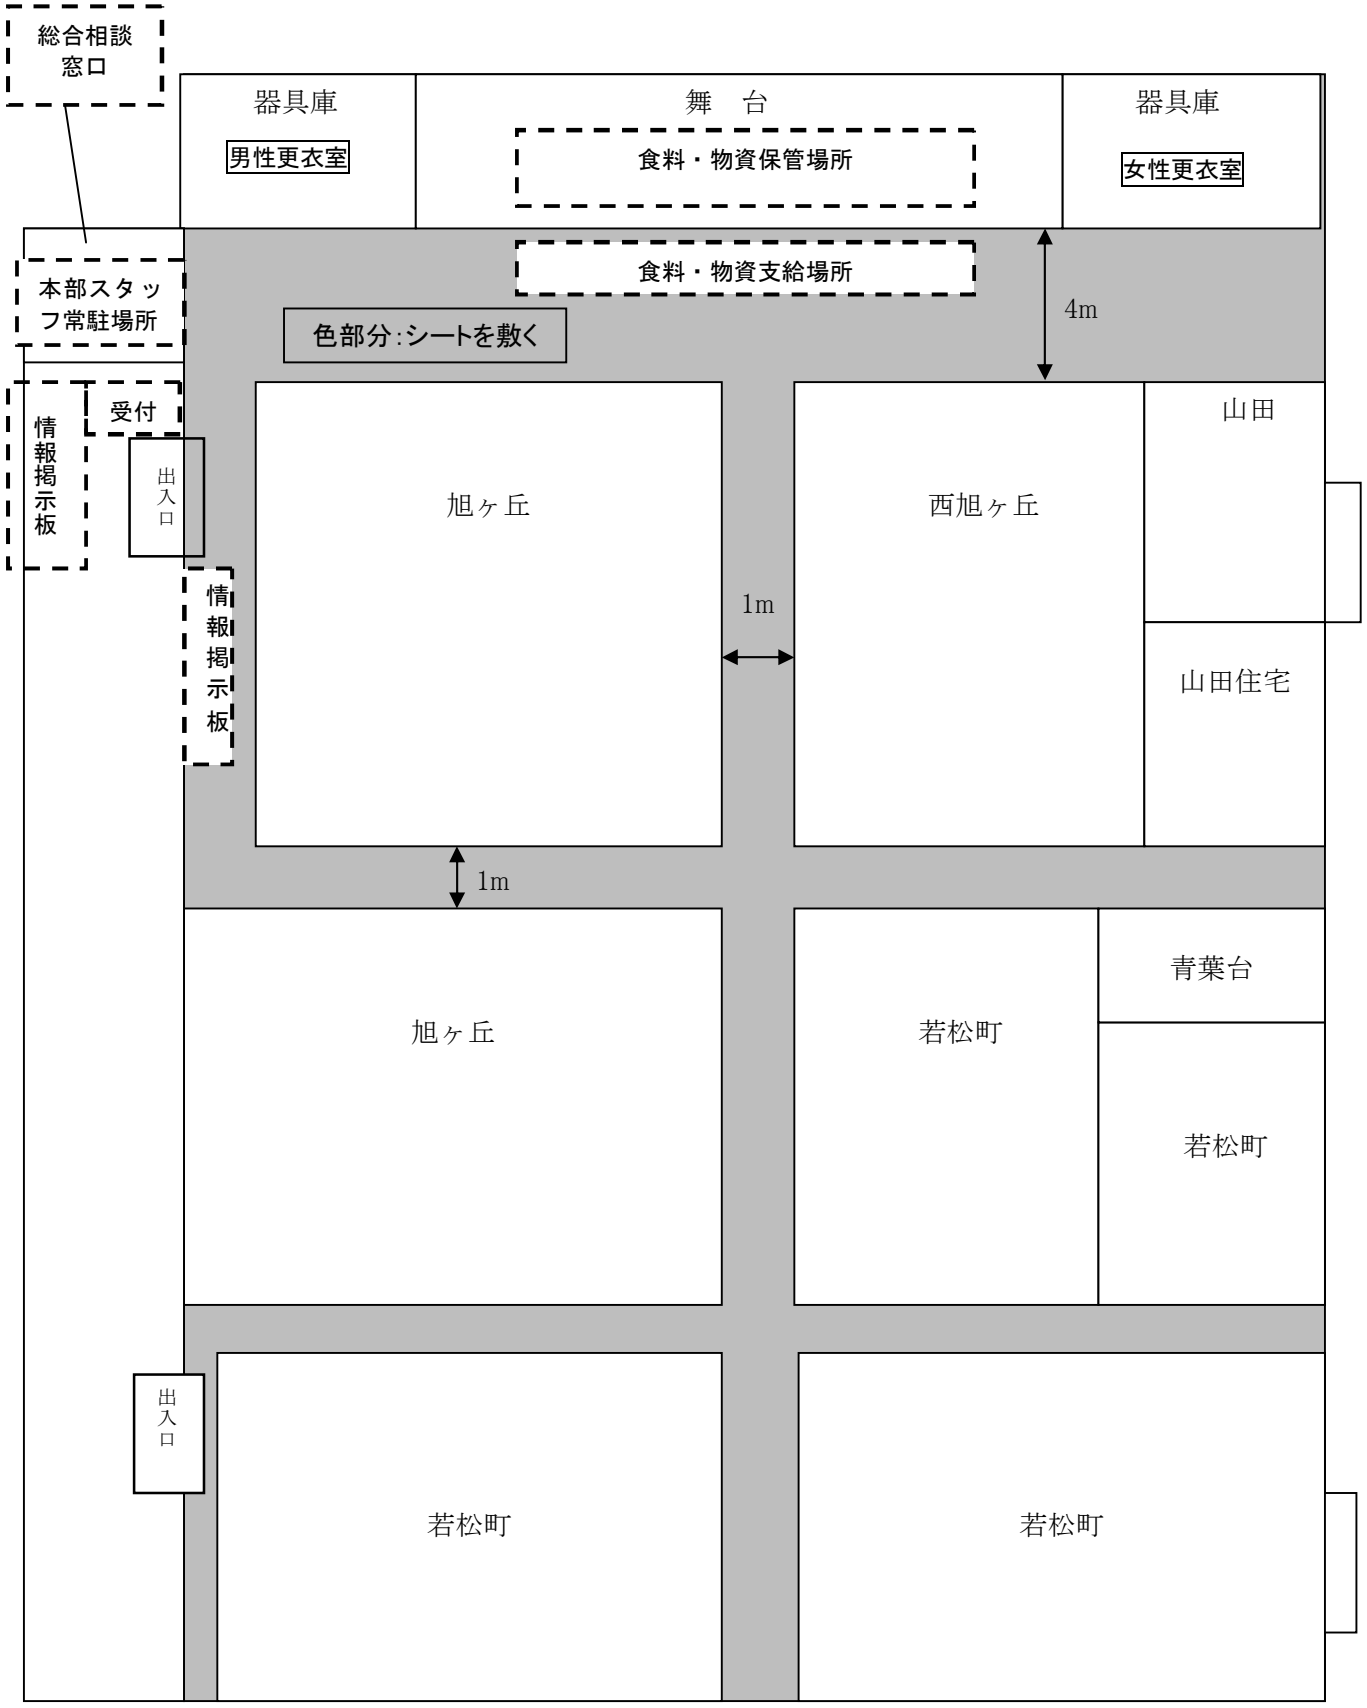 総合相談
窓口
器具庫
男性更衣室
舞　台
食料・物資保管場所
器具庫
女性更衣室
食料・物資支給場所
本部スタッ
フ常駐場所
色部分：シートを敷く
4m
情報掲示板
受付
出入口
旭ヶ丘
西旭ヶ丘
山田
情報掲示板
1m
山田住宅
1m
旭ヶ丘
若松町
青葉台
若松町
出入口
若松町
若松町